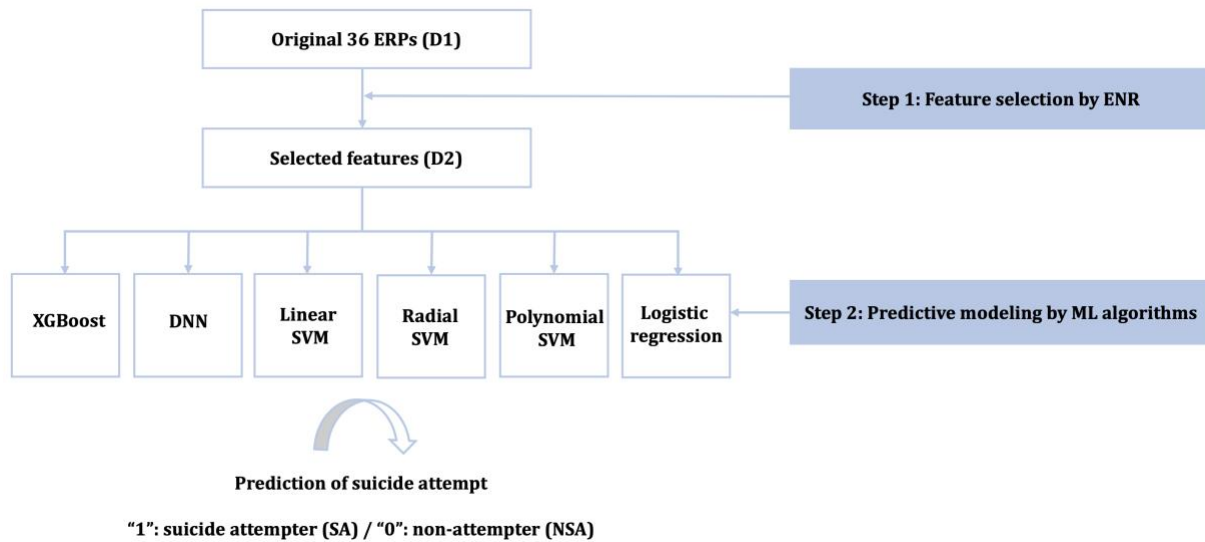 Original 36 ERPs (D1)
Step 1: Feature selection by ENR
Selected features (D2)
XGBoost
DNN
Linear
SVM
Radial
SVM
Polynomial
SVM
Logistic
regression
Step 2: Predictive modeling by ML algorithms
Prediction of suicide attempt
“1”: suicide attempter (SA) / “0”: non-attempter (NSA)